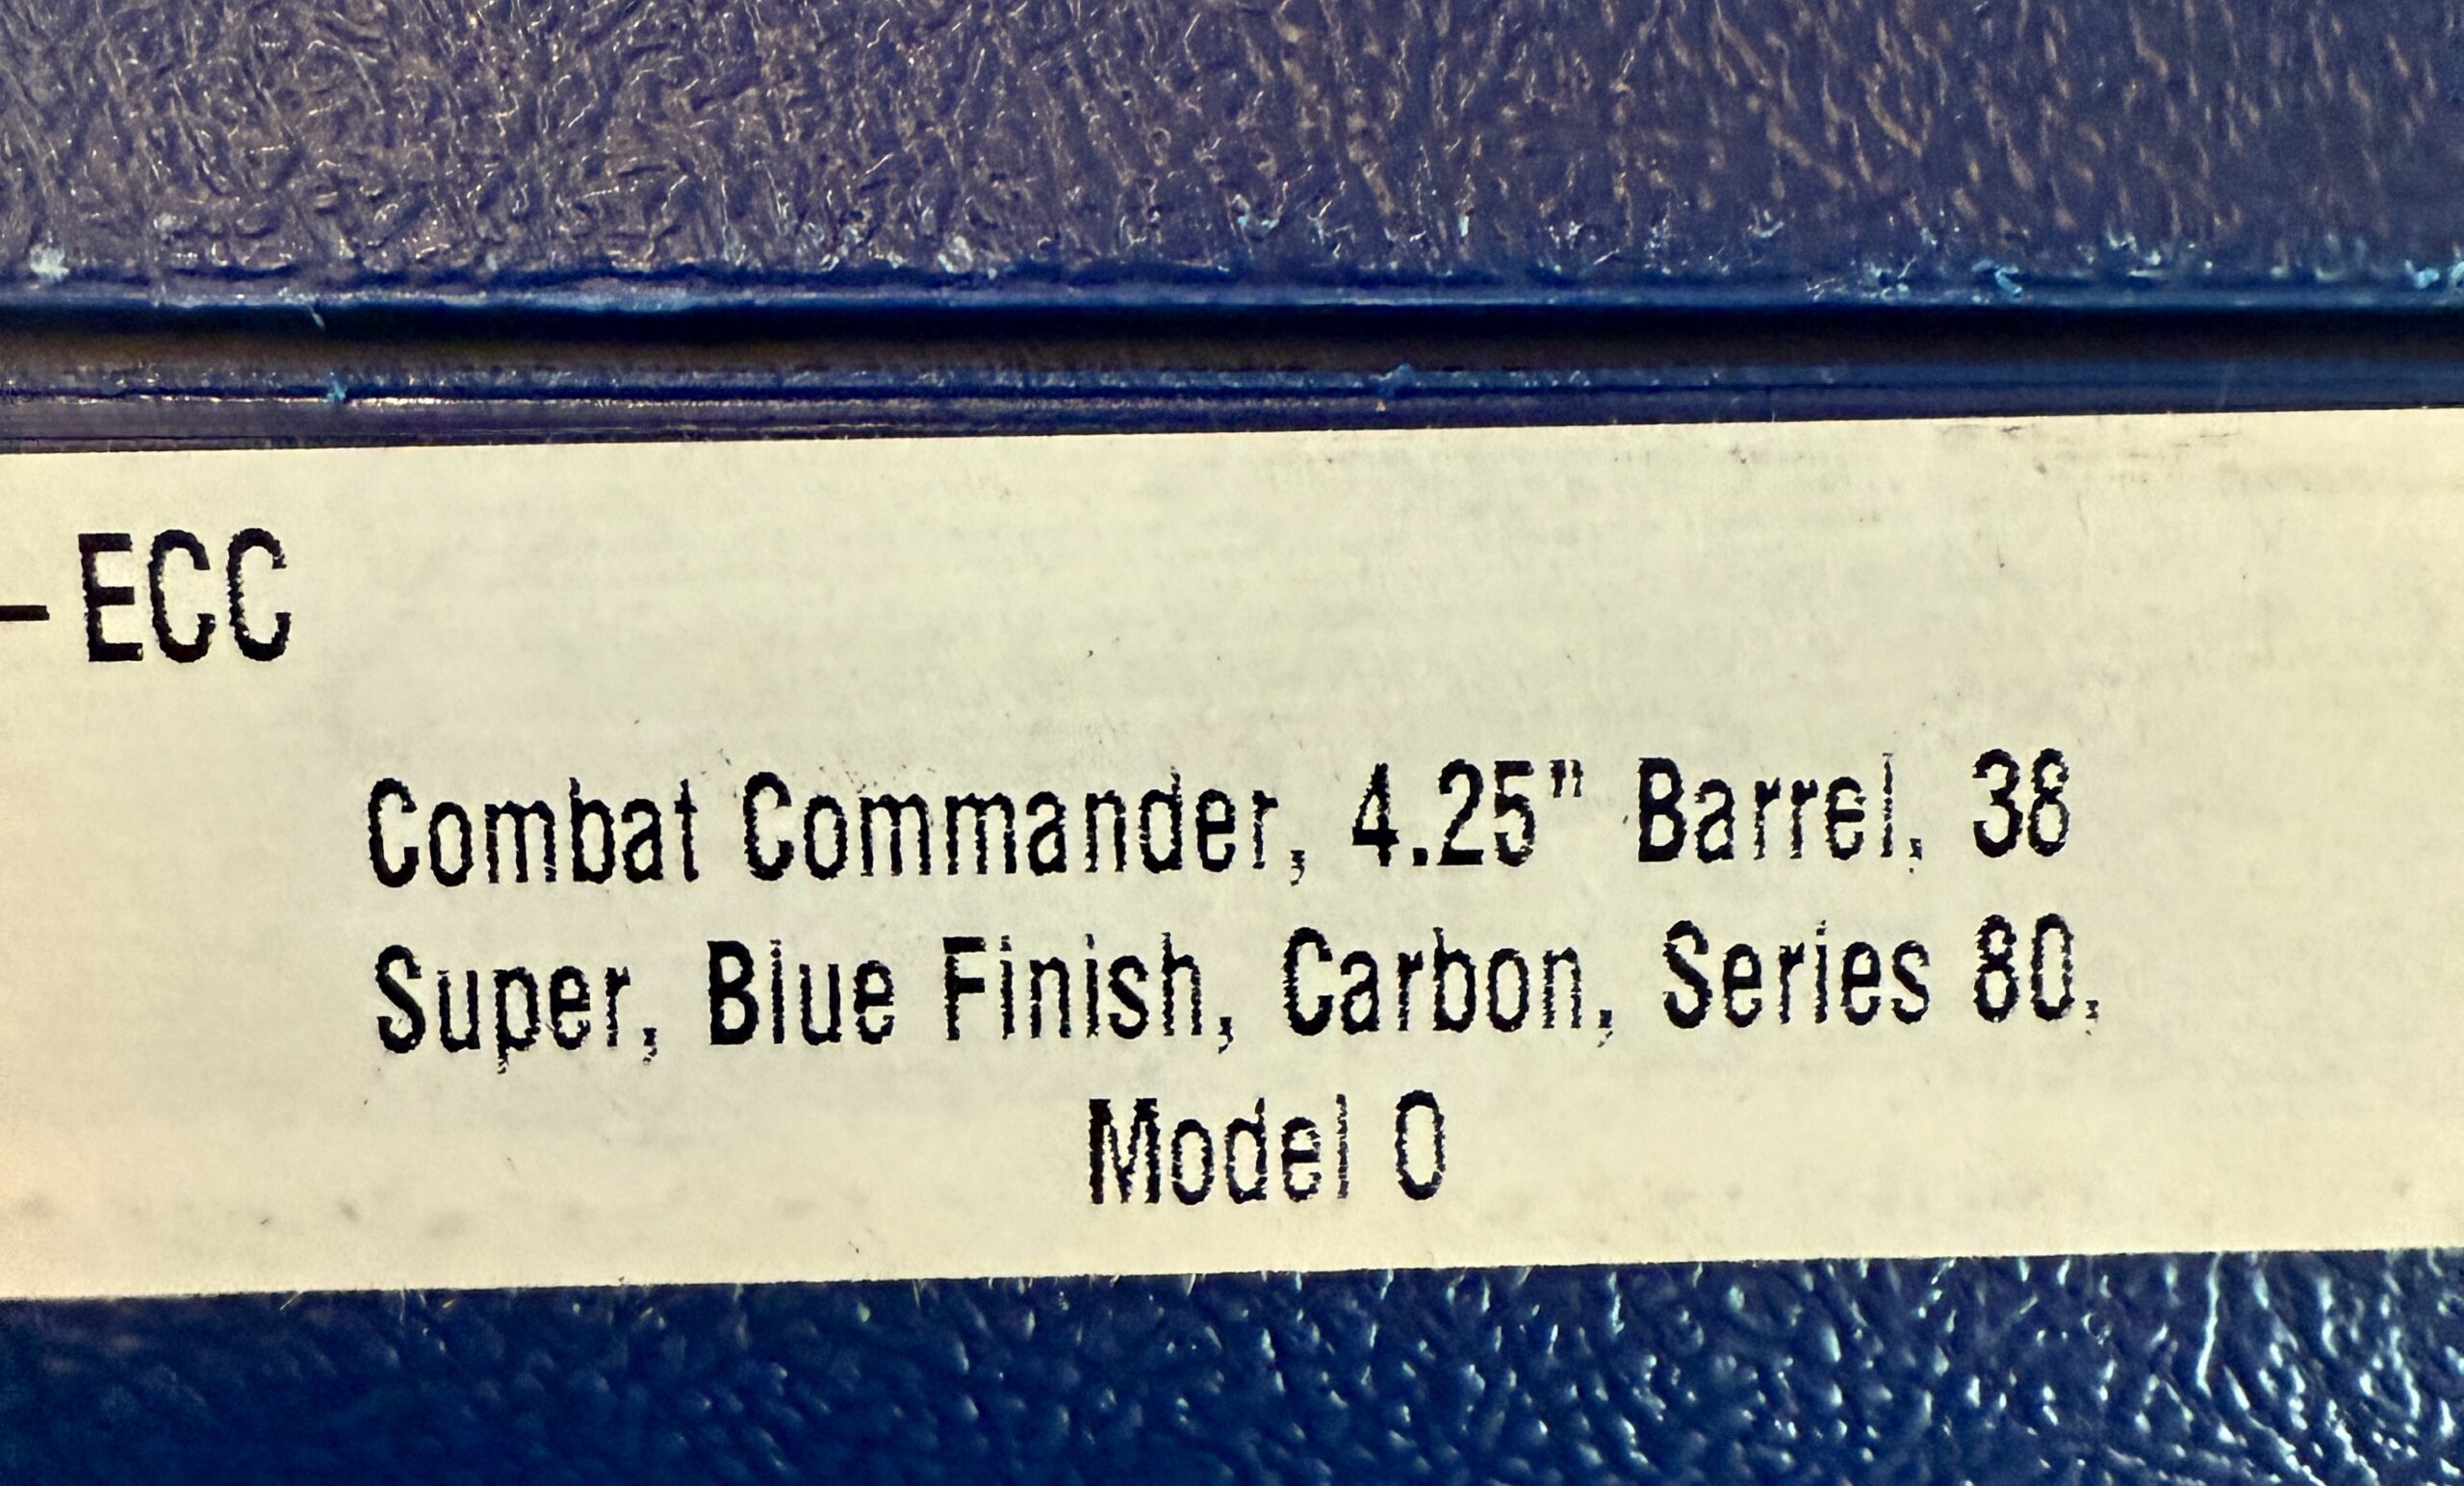 -ECC
Combat Commander, 4.25" Barrel, 38
Super, Blue Finish, Carbon, Series 80,
Model O